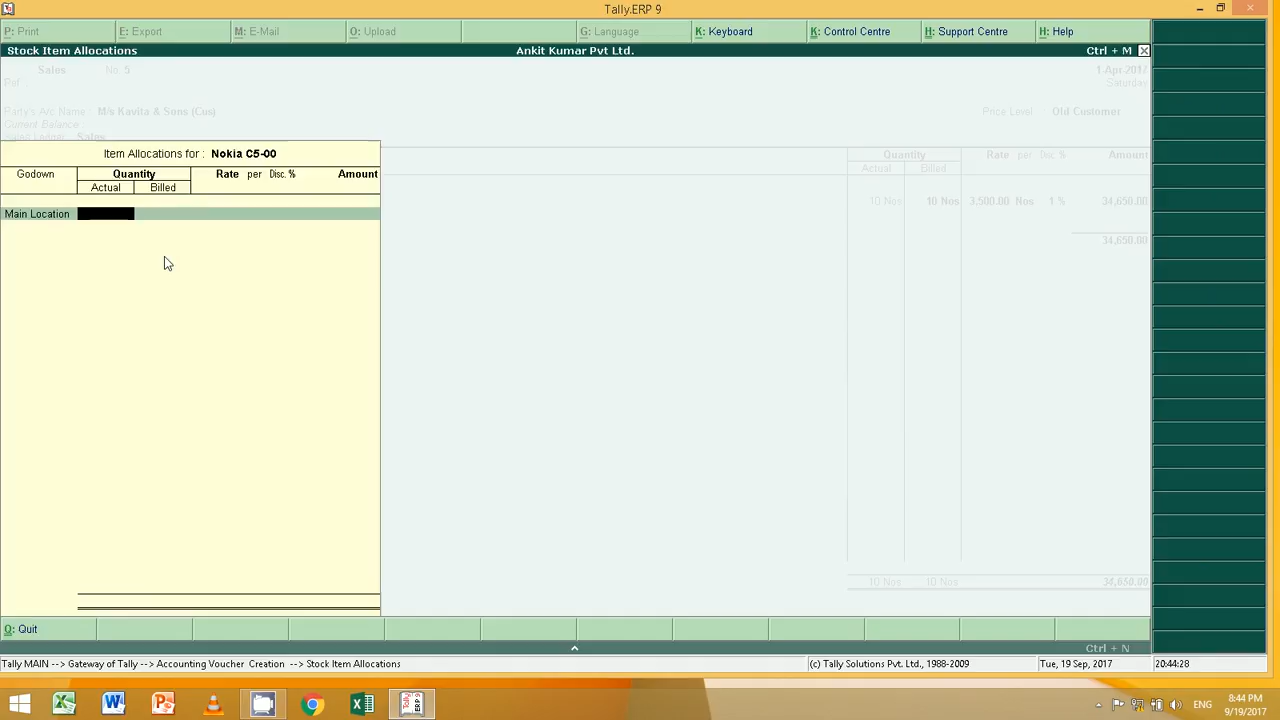 Tally.ERP 9
P: Print E: Export M: E-Mail O: Upload G: Language K: Keyboard K: Control Centre H: Support Centre H: Help
Stock Item Allocations Ankit Kumar Pvt Ltd. Ctrl + M
Sales No. 5 1-Apr-2017
Ref : Saturday
Party's A/c Name : M/s Kavita & Sons (Cus) Price Level : Old Customer
Current Balance :
Sales Ledger : Sales
Item Allocations for : Nokia C5-00
Godown Quantity Rate per Disc. % Amount
Actual Billed
Quantity Rate per Disc. % Amount
Actual Billed
Main Location
10 Nos 10 Nos 3,500.00 Nos 1 % 34,650.00
34,650.00
10 Nos 10 Nos 34,650.00
Q: Quit
Ctrl + N
Tally MAIN --> Gateway of Tally --> Accounting Voucher Creation --> Stock Item Allocations (c) Tally Solutions Pvt. Ltd., 1988-2009 Tue, 19 Sep, 2017 20:44:28
Tally ERP 9
ENG 8:44 PM
9/19/2017